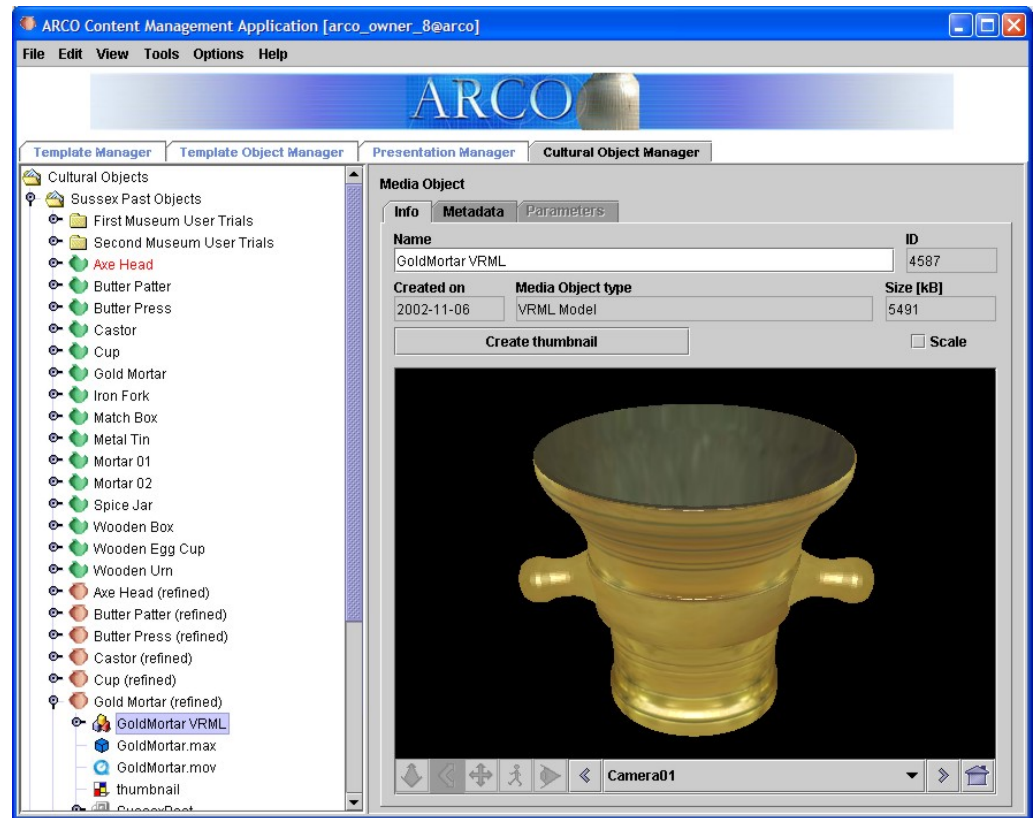 ARCO Content Management Application [arco_owner_8@arco]
File Edit View Tools Options Help
ARCO
Template Manager Template Object Manager Presentation Manager Cultural Object Manager
Cultural Objects
Sussex Past Objects
First Museum User Trials
Second Museum User Trials
Axe Head
Butter Patter
Butter Press
Castor
Cup
Gold Mortar
Iron Fork
Match Box
Metal Tin
Mortar 01
Mortar 02
Spice Jar
Wooden Box
Wooden Egg Cup
Wooden Urn
Axe Head (refined)
Butter Patter (refined)
Butter Press (refined)
Castor (refined)
Cup (refined)
Gold Mortar (refined)
GoldMortar VRML
GoldMortar.max
GoldMortar.mov
thumbnail
SussexPast
Media Object
Info Metadata Parameters
Name ID
GoldMortar VRML 4587
Created on Media Object type Size [kB]
2002-11-06 VRML Model 5491
Create thumbnail Scale
Camera01